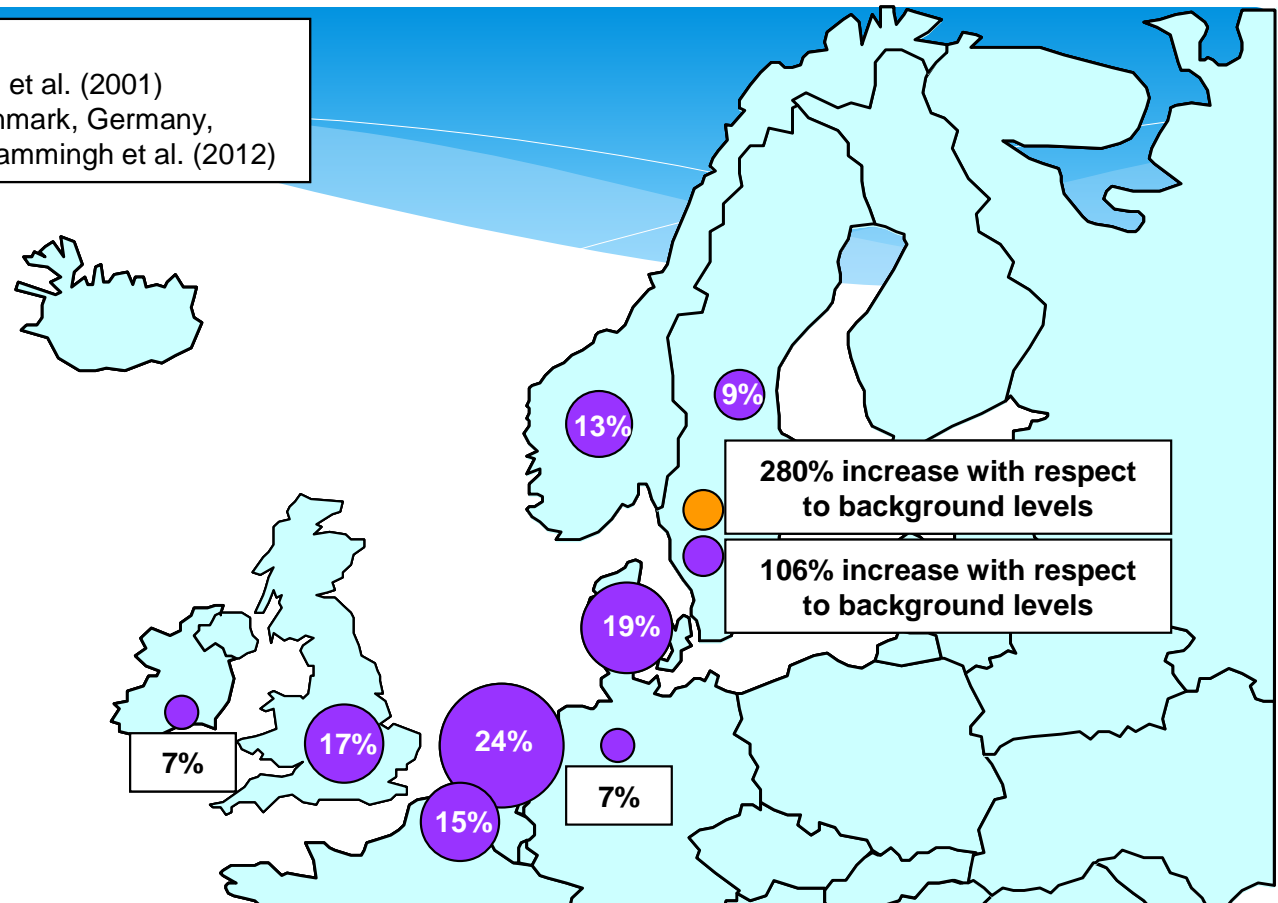 et al. (2001)
mark, Germany,
ammingh et al. (2012)
9%
13%
280% increase with respect
to background levels
106% increase with respect
to background levels
19%
17%
24%
7%
7%
15%